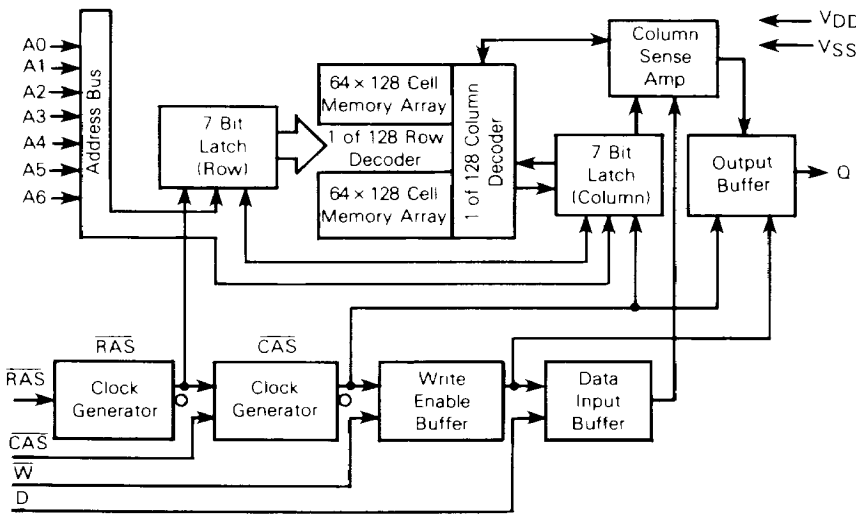 A0
A1
A2
A3
A4
A5
A6
Address Bus
7 Bit
Latch
(Row)
64 × 128 Cell
Memory Array
1 of 128 Row
Decoder
64 × 128 Cell
Memory Array
1 of 128 Column
Decoder
7 Bit
Latch
(Column)
Column
Sense
Amp
VDD
VSS
Output
Buffer
Q
RAS
RAS
Clock
Generator
CAS
CAS
Clock
Generator
Write
Enable
Buffer
Data
Input
Buffer
W
D